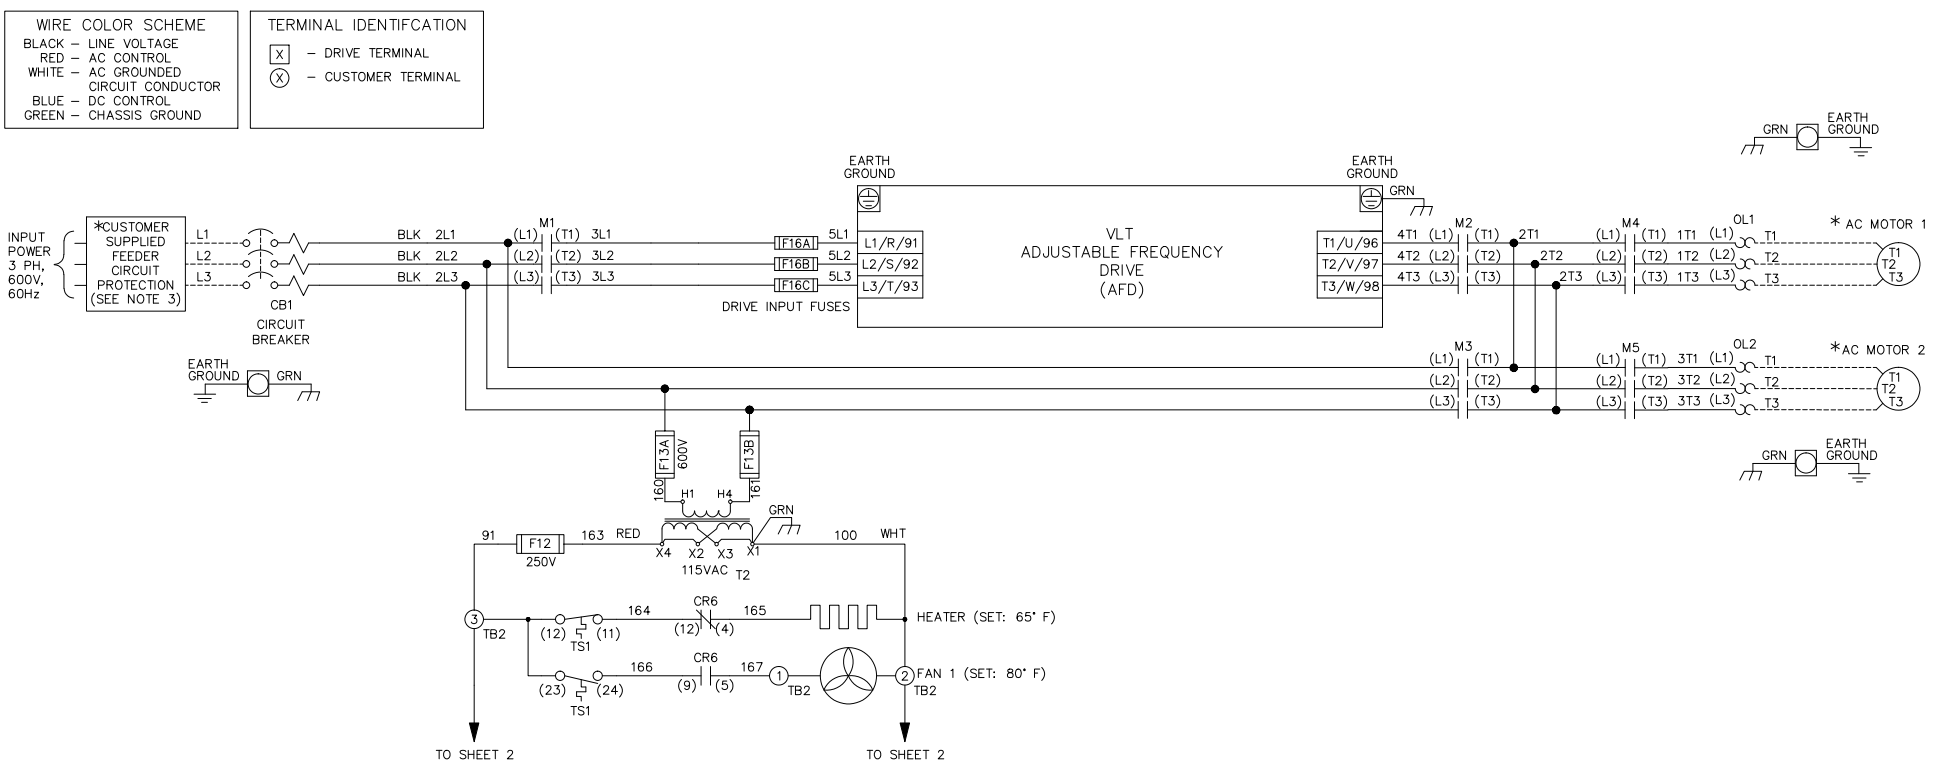 WIRE COLOR SCHEME
BLACK – LINE VOLTAGE
RED – AC CONTROL
WHITE – AC GROUNDED
CIRCUIT CONDUCTOR
BLUE – DC CONTROL
GREEN – CHASSIS GROUND
TERMINAL IDENTIFCATION
X – DRIVE TERMINAL
X – CUSTOMER TERMINAL
GRN
EARTH
GROUND
EARTH
GROUND
EARTH
GROUND
GRN
INPUT
POWER
3 PH,
600V,
60Hz
*CUSTOMER
SUPPLIED
FEEDER
CIRCUIT
PROTECTION
(SEE NOTE 3)
L1
L2
L3
CB1
CIRCUIT
BREAKER
BLK 2L1
BLK 2L2
BLK 2L3
M1
(L1) (T1) 3L1
(L2) (T2) 3L2
(L3) (T3) 3L3
F16A 5L1
F16B 5L2
F16C 5L3
DRIVE INPUT FUSES
L1/R/91
L2/S/92
L3/T/93
VLT
ADJUSTABLE FREQUENCY
DRIVE
(AFD)
T1/U/96
T2/V/97
T3/W/98
M2
4T1 (L1) (T1) 2T1
4T2 (L2) (T2) 2T2
4T3 (L3) (T3) 2T3
M4
(L1) (T1) 1T1 (L1)
(L2) (T2) 1T2 (L2)
(L3) (T3) 1T3 (L3)
OL1
T1
T2
T3
* AC MOTOR 1
T1
T2
T3
EARTH
GROUND
GRN
M3
(L1) (T1)
(L2) (T2)
(L3) (T3)
M5
(L1) (T1) 3T1 (L1)
(L2) (T2) 3T2 (L2)
(L3) (T3) 3T3 (L3)
OL2
T1
T2
T3
*AC MOTOR 2
T1
T2
T3
GRN
EARTH
GROUND
F13A
600V
F13B
160
161
H1 H4
GRN
91 F12 163 RED
250V
X4 X2 X3 X1
100 WHT
115VAC T2
3 TB2
(12) (11)
TS1
164
CR6
(12) (4)
165
HEATER (SET: 65° F)
(23) (24)
TS1
166
CR6
(9) (5)
167
1
TB2
2
TB2
FAN 1 (SET: 80° F)
TO SHEET 2
TO SHEET 2